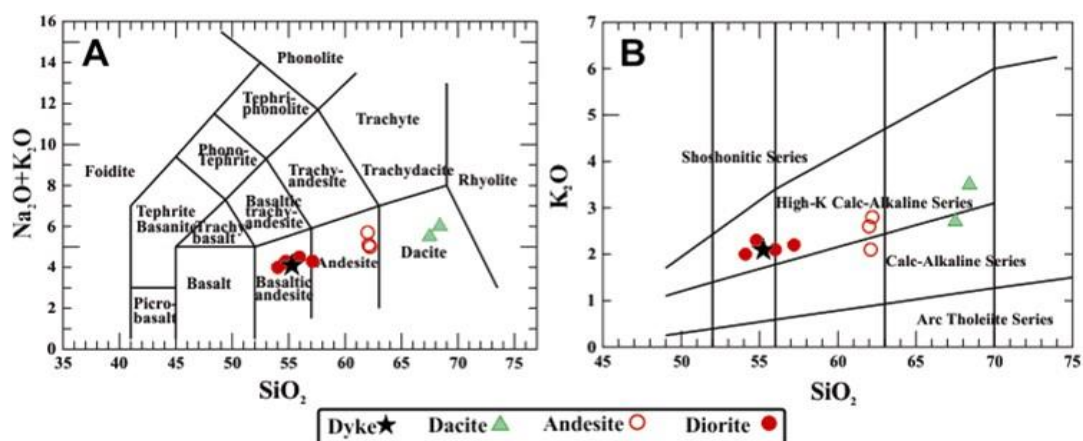 A
Na2O+K2O
16
14
12
10
8
6
4
2
0
Phonolite
Tephri-
phonolite
Trachyte
Phono-
Tephrite
Foidite
Trachy-
andesite
Trachydacite
Rhyolite
Tephrite
Basanite
Trachy-
basalt
Basaltic
trachy-
andesite
Dacite
Andesite
Basalt
Basaltic
andesite
Picro-
basalt
35 40 45 50 55 60 65 70 75
SiO2
B
K2O
7
6
5
4
3
2
1
0
Shoshonitic Series
High-K Calc-Alkaline Series
Calc-Alkaline Series
Arc Tholeiite Series
45 50 55 60 65 70 75
SiO2
Dyke Dacite Andesite Diorite